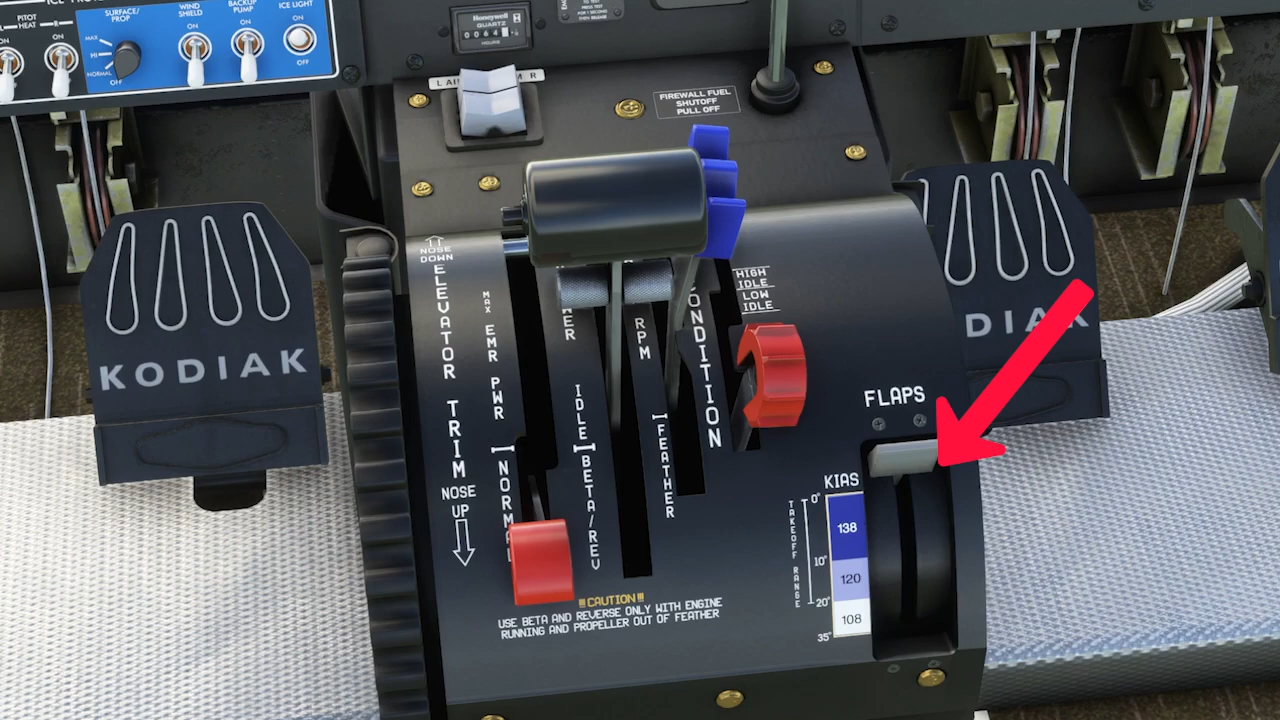 PITOT
HEAT
R
ON
ON
SURFACE/
PROP
MAX
HI
NORMAL
OFF
WIND
SHIELD
ON
BACKUP
PUMP
ON
ICE LIGHT
ON
OFF
Honeywell
QUARTZ
HOURS
R
FIREWALL FUEL
SHUTOFF
PULL OFF
NOSE
DOWN
ELEVATOR TRIM
NOSE
UP
MAX
EMR PWR
NORMAL
IDLE
BETA/REV
RPM
FEATHER
CONDITION
HIGH
IDLE
LOW
IDLE
KODIAK
FLAPS
KIAS
TAKEOFF RANGE
0°
138
10°
120
20°
108
35°
!!!CAUTION!!!
USE BETA AND REVERSE ONLY WITH ENGINE
RUNNING AND PROPELLER OUT OF FEATHER